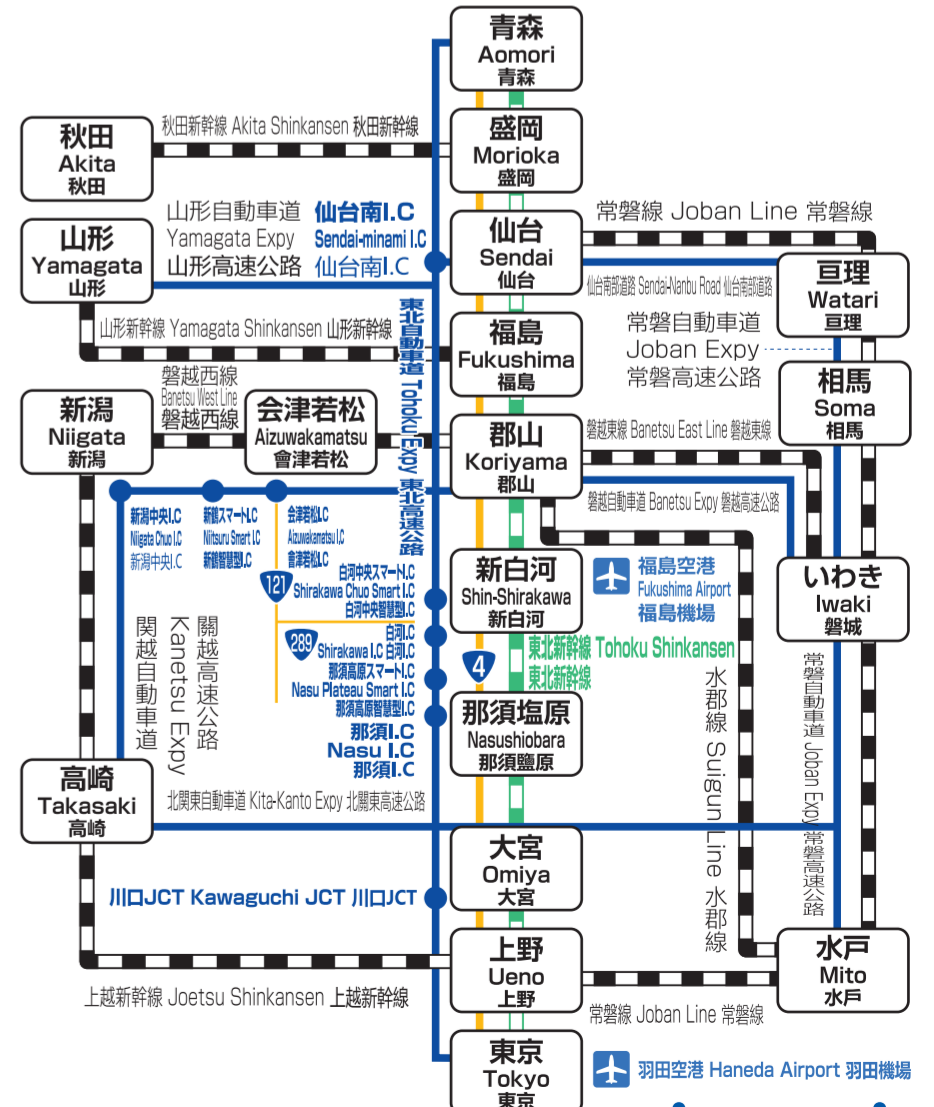 青森
Aomori
青森
秋田新幹線 Akita Shinkansen 秋田新幹線
秋田
Akita
秋田
盛岡
Morioka
盛岡
山形自動車道
Yamagata Expy
山形高速公路
仙台南I.C
Sendai-minami I.C
仙台南I.C
山形
Yamagata
山形
仙台
Sendai
仙台
常磐線 Joban Line 常磐線
仙台南部道路 Sendai-Nanbu Road 仙台南部道路
亘理
Watari
亘理
山形新幹線 Yamagata Shinkansen 山形新幹線
東北自動車道 Tohoku Expy 東北高速公路
福島
Fukushima
福島
常磐自動車道
Joban Expy
常磐高速公路
相馬
Soma
相馬
磐越西線
Banetsu West Line
磐越西線
新潟
Niigata
新潟
会津若松
Aizuwakamatsu
會津若松
郡山
Koriyama
郡山
磐越東線 Banetsu East Line 磐越東線
磐越自動車道 Banetsu Expy 磐越高速公路
新潟中央I.C
Niigata Chuo I.C
新潟中央I.C
新鶴スマートI.C
Niitsuru Smart I.C
新鶴智慧型I.C
会津若松I.C
Aizuwakamatsu I.C
會津若松I.C
121
白河中央スマートI.C
Shirakawa Chuo Smart I.C
白河中央智慧型I.C
新白河
Shin-Shirakawa
新白河
福島空港
Fukushima Airport
福島機場
いわき
Iwaki
磐城
289
白河I.C
Shirakawa I.C 白河I.C
那須高原スマートI.C
Nasu Plateau Smart I.C
那須高原智慧型I.C
那須I.C
Nasu I.C
那須I.C
4
東北新幹線 Tohoku Shinkansen
東北新幹線
那須塩原
Nasushiobara
那須鹽原
関越自動車道
Kanetsu Expy
關越高速公路
水郡線 Suigun Line 水郡線
常磐自動車道 Joban Expy 常磐高速公路
高崎
Takasaki
高崎
北関東自動車道 Kita-Kanto Expy 北關東高速公路
大宮
Omiya
大宮
川口JCT Kawaguchi JCT 川口JCT
上野
Ueno
上野
水戸
Mito
水戸
上越新幹線 Joetsu Shinkansen 上越新幹線
常磐線 Joban Line 常磐線
東京
Tokyo
東京
羽田空港 Haneda Airport 羽田機場